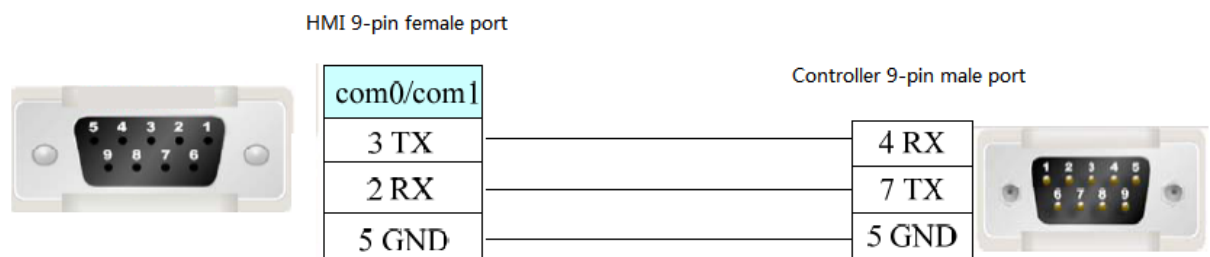 HMI 9-pin female port
Controller 9-pin male port
com0/com1
3 TX
4 RX
2 RX
7 TX
5 GND
5 GND
5 4 3 2 1
9 8 7 6
1 2 3 4 5
6 7 8 9